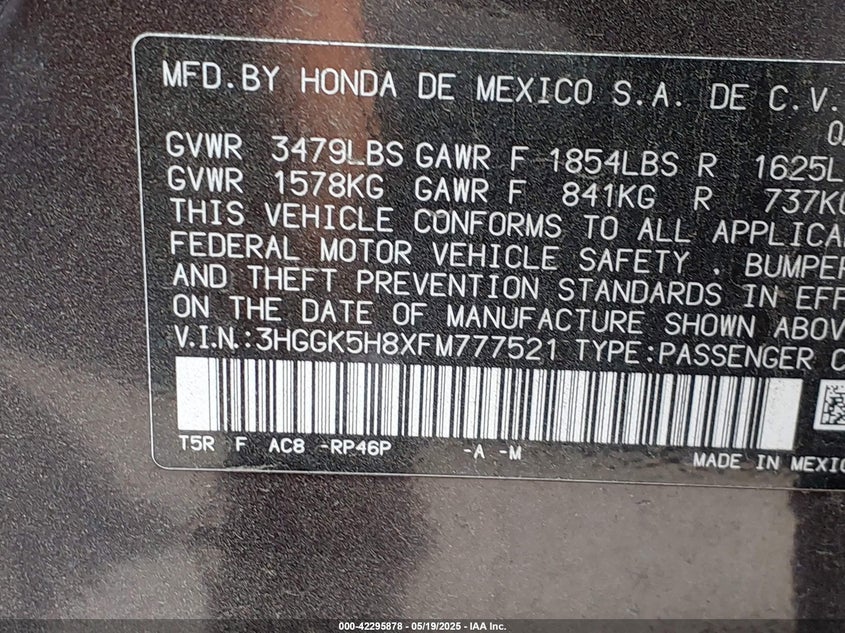 MFD.BY HONDA DE MEXICO S.A. DE C.V.
GVWR 3479LBS GAWR F 1854LBS R 1625L
GVWR 1578KG GAWR F 841KG R 737KG
THIS VEHICLE CONFORMS TO ALL APPLICA
FEDERAL MOTOR VEHICLE SAFETY , BUMPER
AND THEFT PREVENTION STANDARDS IN EFF
ON THE DATE OF MANUFACTURE SHOWN ABOV
V.I.N.:3HGGK5H8XFM777521 TYPE:PASSENGER C
T5R F AC8 -RP46P -A -M
MADE IN MEXIC
000-42295878 - 05/19/2025 - IAA Inc.